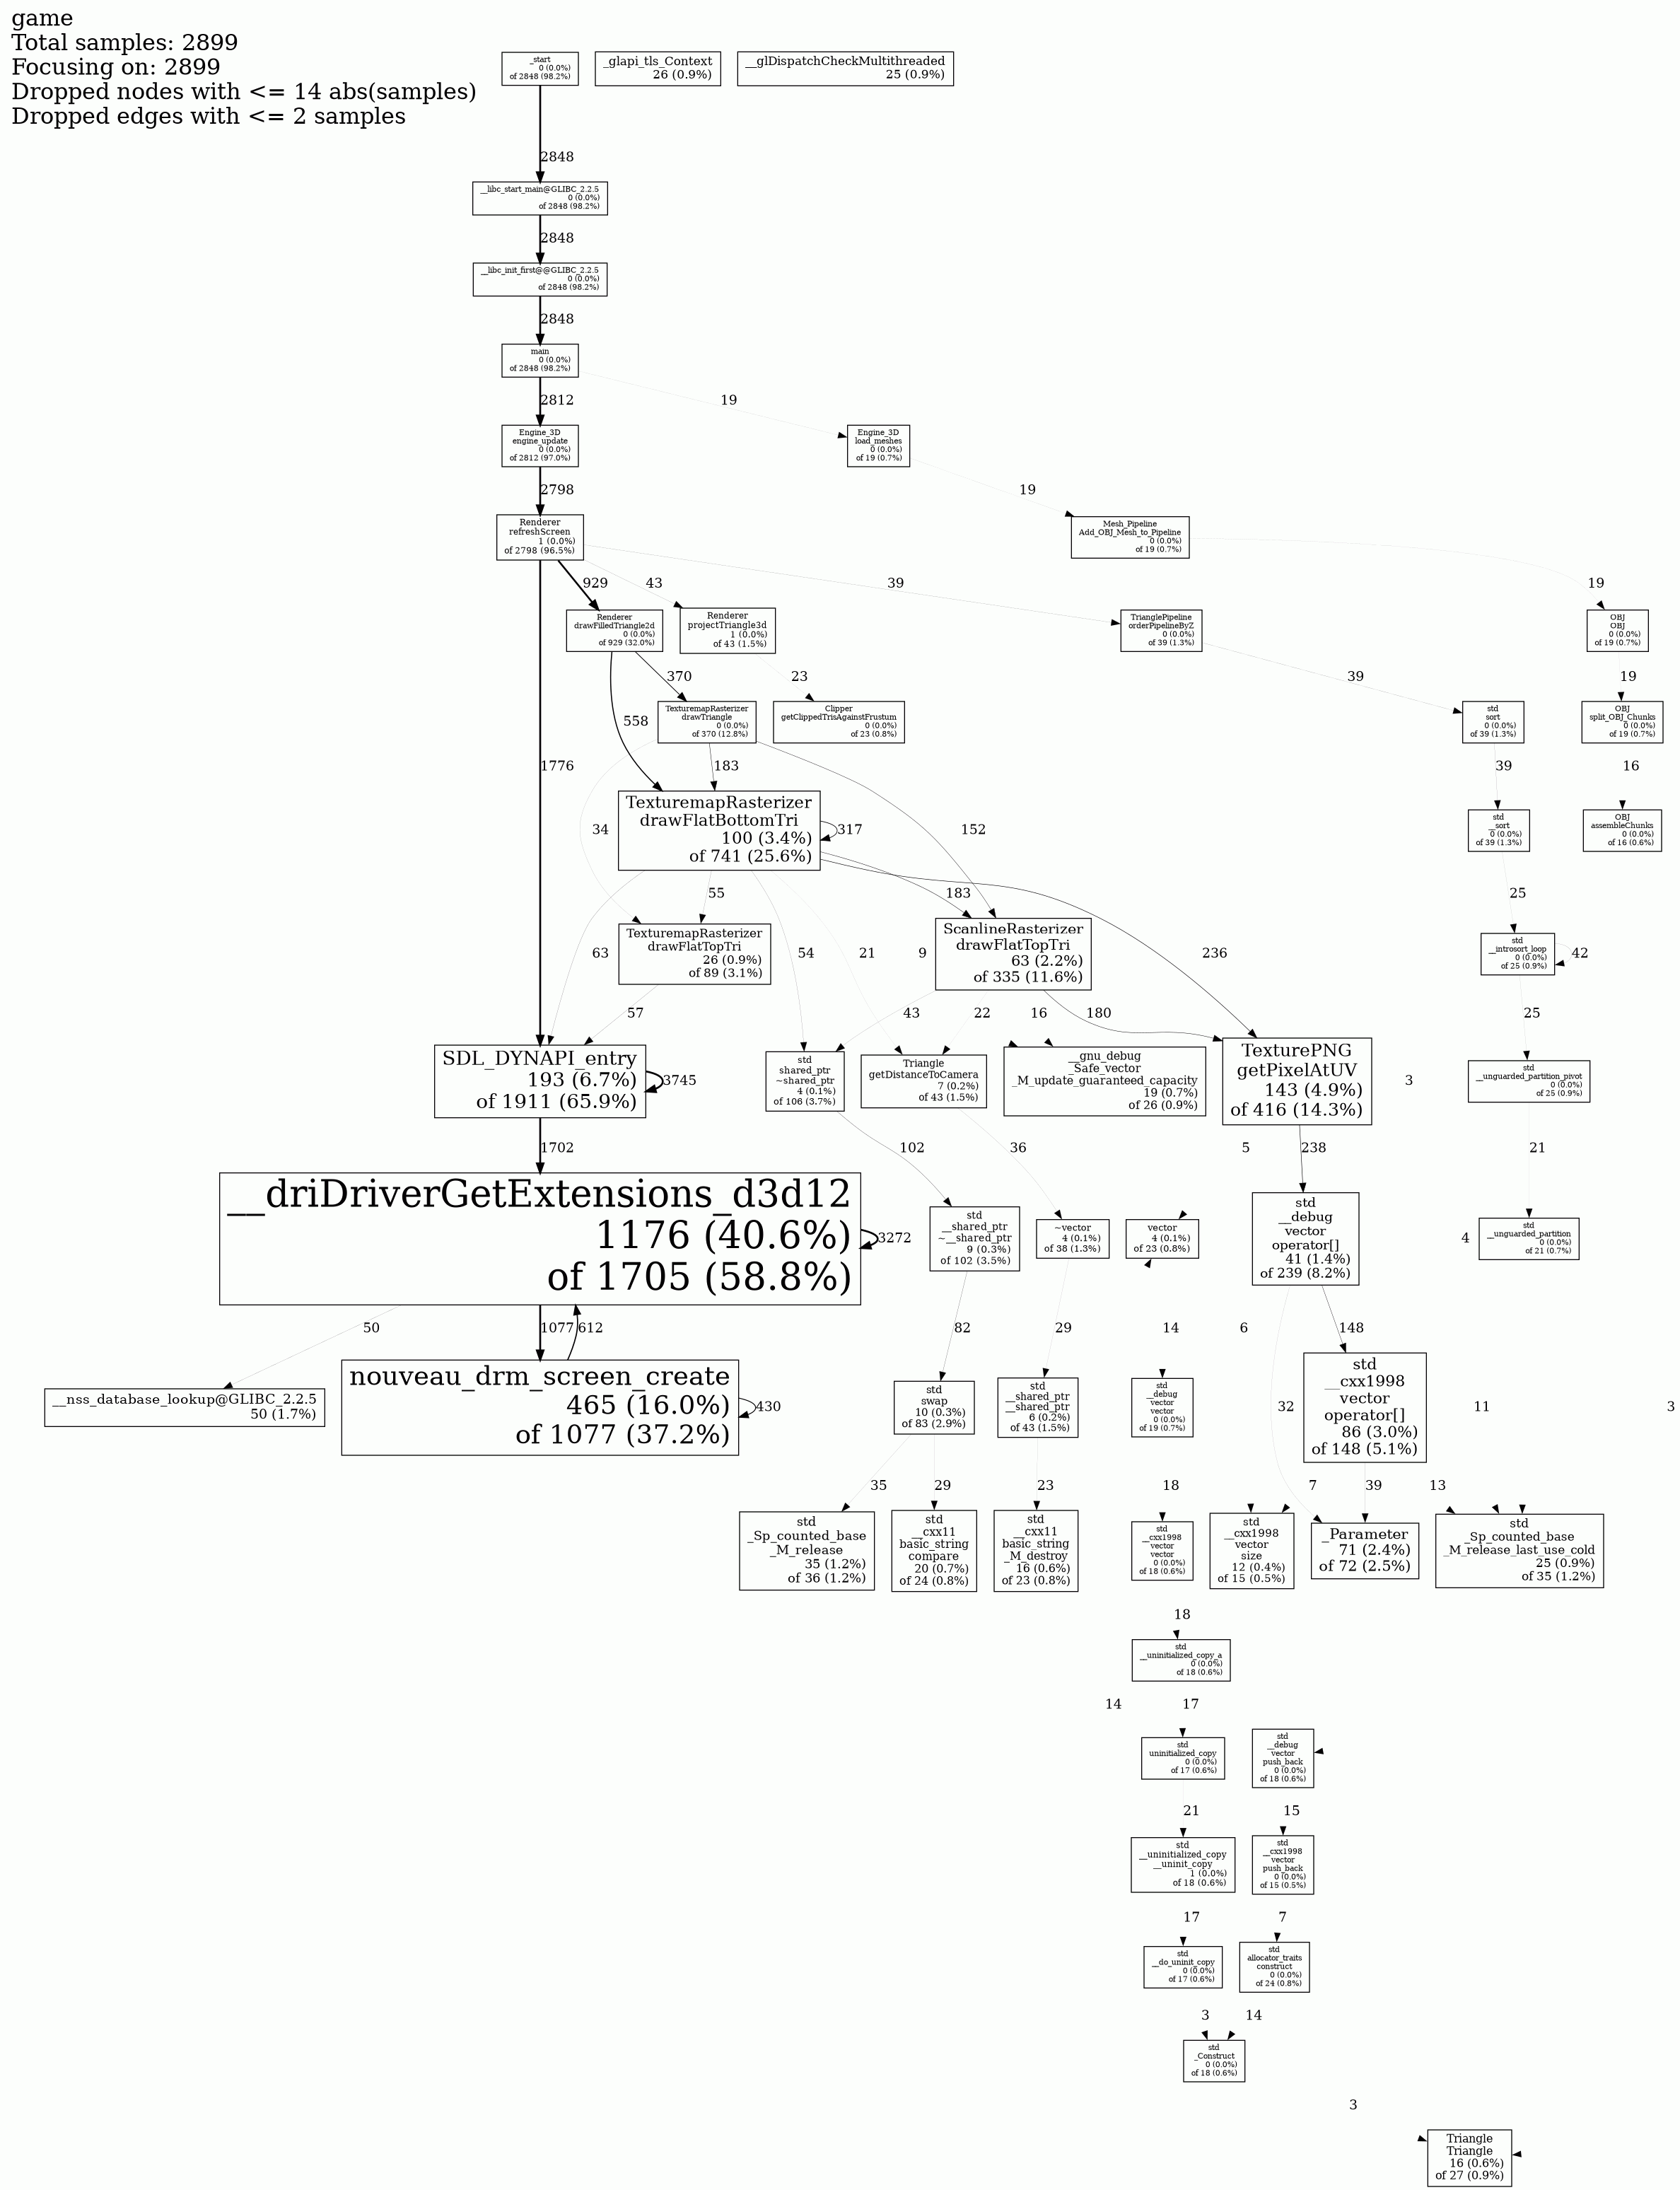 game
Total samples: 2899
Focusing on: 2899
Dropped nodes with <= 14 abs(samples)
Dropped edges with <= 2 samples
_start
0 (0.0%)
of 2848 (98.2%)
_glapi_tls_Context
26 (0.9%)
__glDispatchCheckMultithreaded
25 (0.9%)
2848
__libc_start_main@GLIBC_2.2.5
0 (0.0%)
of 2848 (98.2%)
2848
__libc_init_first@@GLIBC_2.2.5
0 (0.0%)
of 2848 (98.2%)
2848
main
0 (0.0%)
of 2848 (98.2%)
2812
19
Engine_3D
engine_update
0 (0.0%)
of 2812 (97.0%)
Engine_3D
load_meshes
0 (0.0%)
of 19 (0.7%)
2798
19
Renderer
refreshScreen
1 (0.0%)
of 2798 (96.5%)
Mesh_Pipeline
Add_OBJ_Mesh_to_Pipeline
0 (0.0%)
of 19 (0.7%)
929
43
39
19
Renderer
drawFilledTriangle2d
0 (0.0%)
of 929 (32.0%)
Renderer
projectTriangle3d
1 (0.0%)
of 43 (1.5%)
TrianglePipeline
orderPipelineByZ
0 (0.0%)
of 39 (1.3%)
OBJ
OBJ
0 (0.0%)
of 19 (0.7%)
370
23
39
19
558
TexturemapRasterizer
drawTriangle
0 (0.0%)
of 370 (12.8%)
Clipper
getClippedTrisAgainstFrustum
0 (0.0%)
of 23 (0.8%)
std
sort
0 (0.0%)
of 39 (1.3%)
OBJ
split_OBJ_Chunks
0 (0.0%)
of 19 (0.7%)
1776
183
39
16
34
TexturemapRasterizer
drawFlatBottomTri
100 (3.4%)
of 741 (25.6%)
317
152
std
__sort
0 (0.0%)
of 39 (1.3%)
OBJ
assembleChunks
0 (0.0%)
of 16 (0.6%)
55
183
25
63
TexturemapRasterizer
drawFlatTopTri
26 (0.9%)
of 89 (3.1%)
54
21
9
ScanlineRasterizer
drawFlatTopTri
63 (2.2%)
of 335 (11.6%)
236
std
__introsort_loop
0 (0.0%)
of 25 (0.9%)
42
57
43
22
16
180
25
SDL_DYNAPI_entry
193 (6.7%)
of 1911 (65.9%)
3745
std
shared_ptr
~shared_ptr
4 (0.1%)
of 106 (3.7%)
Triangle
getDistanceToCamera
7 (0.2%)
of 43 (1.5%)
__gnu_debug
_Safe_vector
_M_update_guaranteed_capacity
19 (0.7%)
of 26 (0.9%)
TexturePNG
getPixelAtUV
143 (4.9%)
of 416 (14.3%)
3
std
__unguarded_partition_pivot
0 (0.0%)
of 25 (0.9%)
1702
102
36
5
238
21
__driDriverGetExtensions_d3d12
1176 (40.6%)
of 1705 (58.8%)
3272
std
__shared_ptr
~__shared_ptr
9 (0.3%)
of 102 (3.5%)
~vector
4 (0.1%)
of 38 (1.3%)
vector
4 (0.1%)
of 23 (0.8%)
std
__debug
vector
operator[]
41 (1.4%)
of 239 (8.2%)
4
std
__unguarded_partition
0 (0.0%)
of 21 (0.7%)
50
1077
612
82
29
14
6
148
__nss_database_lookup@GLIBC_2.2.5
50 (1.7%)
nouveau_drm_screen_create
465 (16.0%)
of 1077 (37.2%)
430
std
swap
10 (0.3%)
of 83 (2.9%)
std
__shared_ptr
__shared_ptr
6 (0.2%)
of 43 (1.5%)
std
__debug
vector
vector
0 (0.0%)
of 19 (0.7%)
32
std
__cxx1998
vector
operator[]
86 (3.0%)
of 148 (5.1%)
11
3
35
29
23
18
7
39
13
std
_Sp_counted_base
_M_release
35 (1.2%)
of 36 (1.2%)
std
__cxx11
basic_string
compare
20 (0.7%)
of 24 (0.8%)
std
__cxx11
basic_string
_M_destroy
16 (0.6%)
of 23 (0.8%)
std
__cxx1998
vector
vector
0 (0.0%)
of 18 (0.6%)
std
__cxx1998
vector
size
12 (0.4%)
of 15 (0.5%)
_Parameter
71 (2.4%)
of 72 (2.5%)
std
_Sp_counted_base
_M_release_last_use_cold
25 (0.9%)
of 35 (1.2%)
18
std
__uninitialized_copy_a
0 (0.0%)
of 18 (0.6%)
14
17
std
uninitialized_copy
0 (0.0%)
of 17 (0.6%)
std
__debug
vector
push_back
0 (0.0%)
of 18 (0.6%)
21
15
std
__uninitialized_copy
__uninit_copy
1 (0.0%)
of 18 (0.6%)
std
__cxx1998
vector
push_back
0 (0.0%)
of 15 (0.5%)
17
7
std
__do_uninit_copy
0 (0.0%)
of 17 (0.6%)
std
allocator_traits
construct
0 (0.0%)
of 24 (0.8%)
3
14
std
_Construct
0 (0.0%)
of 18 (0.6%)
3
Triangle
Triangle
16 (0.6%)
of 27 (0.9%)